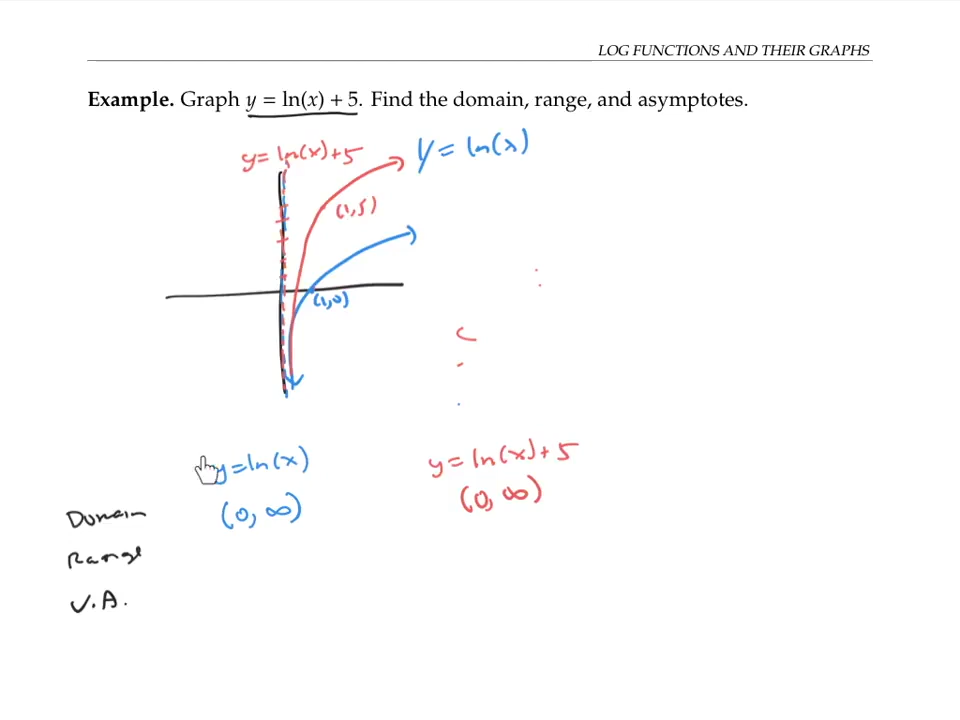 LOG FUNCTIONS AND THEIR GRAPHS
Example. Graph y = ln(x) + 5. Find the domain, range, and asymptotes.
y = ln(x)+5
y = ln(x)
(1,5)
(1,0)
y=ln(x)
y = ln(x)+5
Domain (0, ∞) (0, ∞)
Range
V.A.